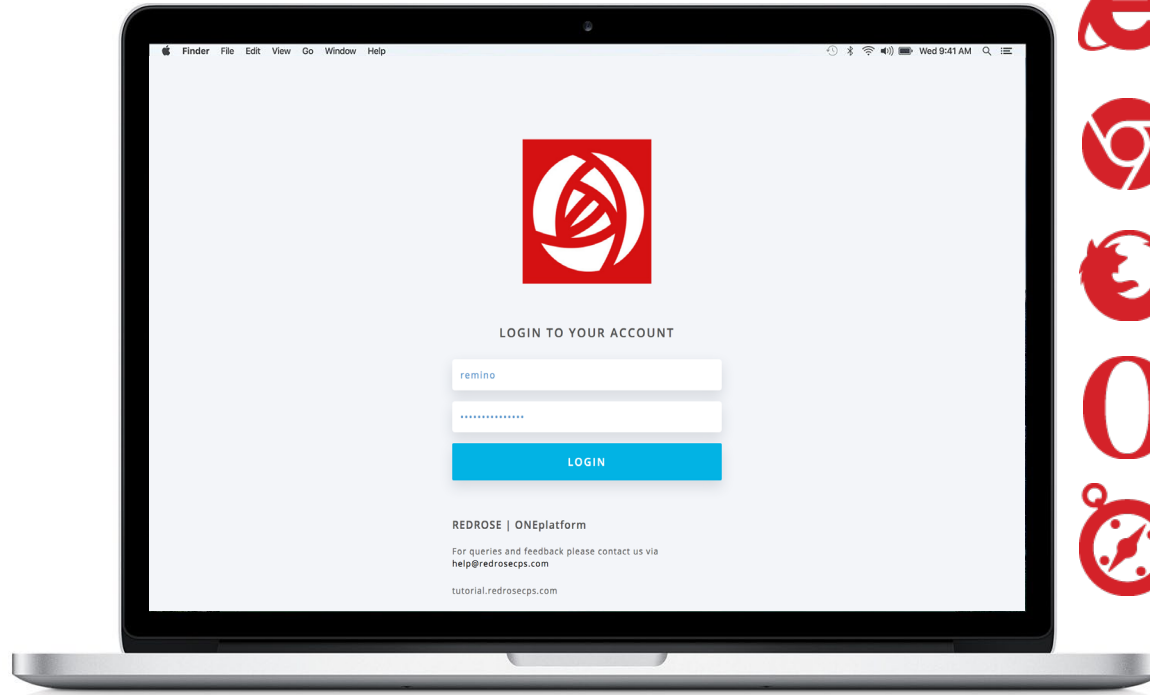 Finder File Edit View Go Window Help Wed 9:41 AM
LOGIN TO YOUR ACCOUNT
remino
LOGIN
REDROSE | ONEplatform
For queries and feedback please contact us via
help@redrosecps.com
tutorial.redrosecps.com